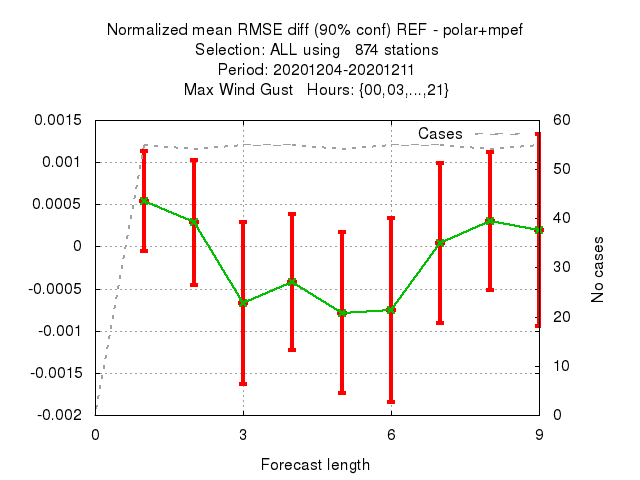 Normalized mean RMSE diff (90% conf) REF - polar+mpef
Selection: ALL using   874 stations
Period: 20201204-20201211
Max Wind Gust   Hours: {00,03,...,21}
Cases
0.0015
0.001
0.0005
0
-0.0005
-0.001
-0.0015
-0.002
60
50
40
30
20
10
0
No cases
0
3
6
9
Forecast length